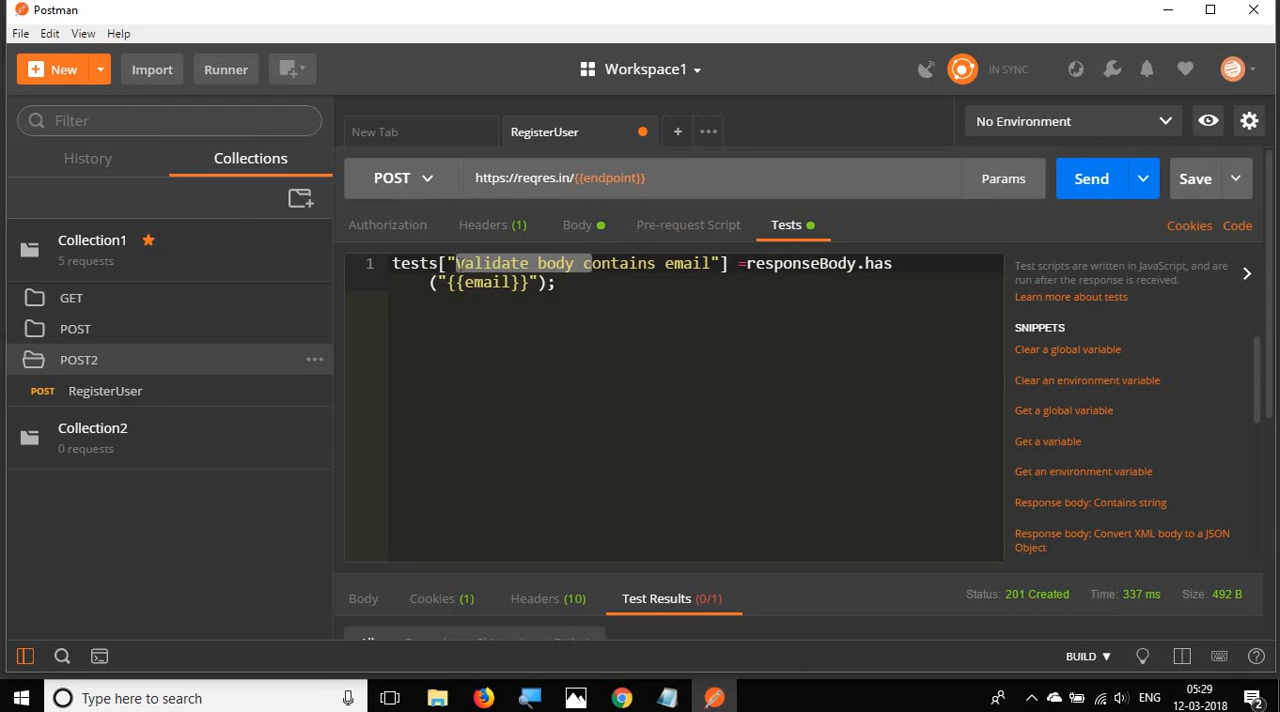 Postman
File Edit View Help
New Import Runner Workspace1 IN SYNC
Filter
History Collections
Collection1
5 requests
GET
POST
POST2
POST RegisterUser
Collection2
0 requests
New Tab RegisterUser No Environment
POST https://reqres.in/{{endpoint}} Params Send Save
Authorization Headers (1) Body Pre-request Script Tests Cookies Code
1 tests["Validate body contains email"] =responseBody.has
("{{email}}");
Test scripts are written in JavaScript, and are
run after the response is received.
Learn more about tests
SNIPPETS
Clear a global variable
Clear an environment variable
Get a global variable
Get a variable
Get an environment variable
Response body: Contains string
Response body: Convert XML body to a JSON
Object
Body Cookies (1) Headers (10) Test Results (0/1) Status: 201 Created Time: 337 ms Size: 492 B
BUILD
Type here to search
ENG
05:29
12-03-2018
2